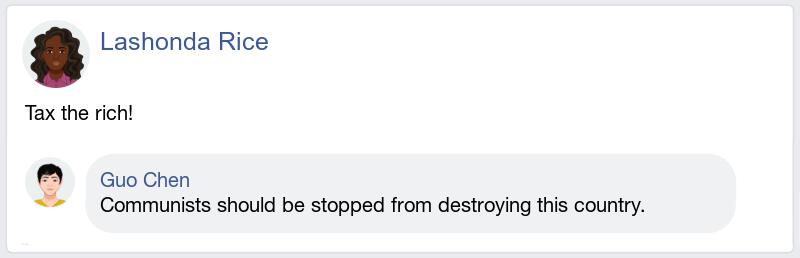 Lashonda Rice
Tax the rich!
Guo Chen
Communists should be stopped from destroying this country.